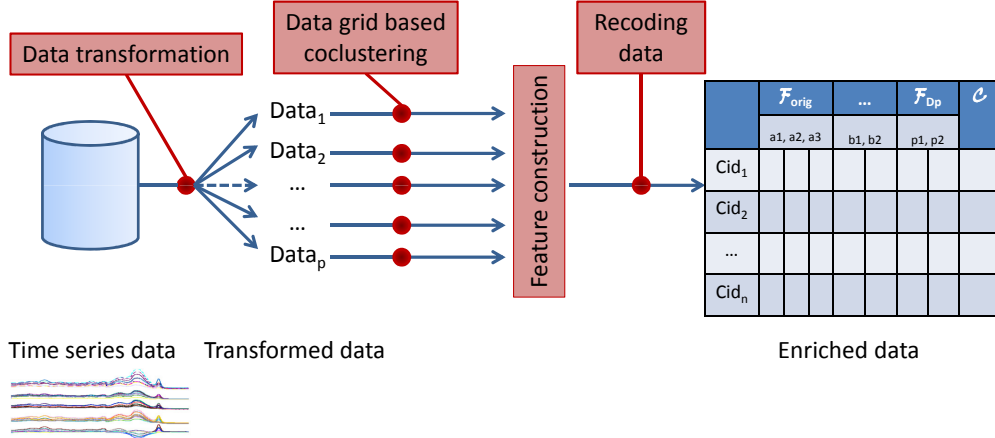 Data transformation
Data grid based
coclustering
Recoding
data
Data1
Data2
...
...
Datap
Feature construction
𝓕orig ... 𝓕Dp 𝓒
a1, a2, a3 b1, b2 p1, p2
Cid1
Cid2
...
Cidn
Time series data Transformed data Enriched data